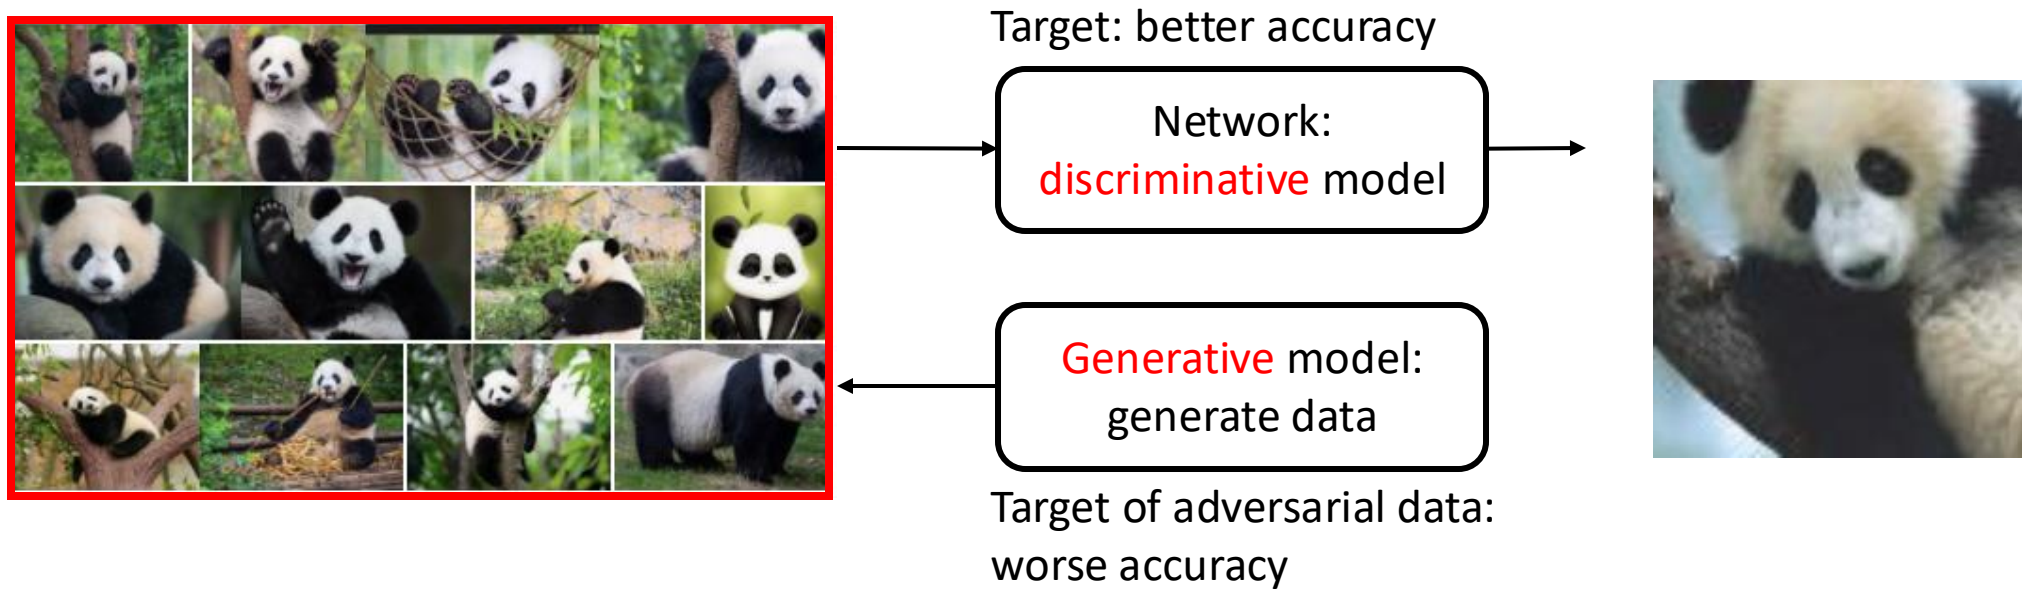 Target: better accuracy
Network:
discriminative model
Generative model:
generate data
Target of adversarial data:
worse accuracy